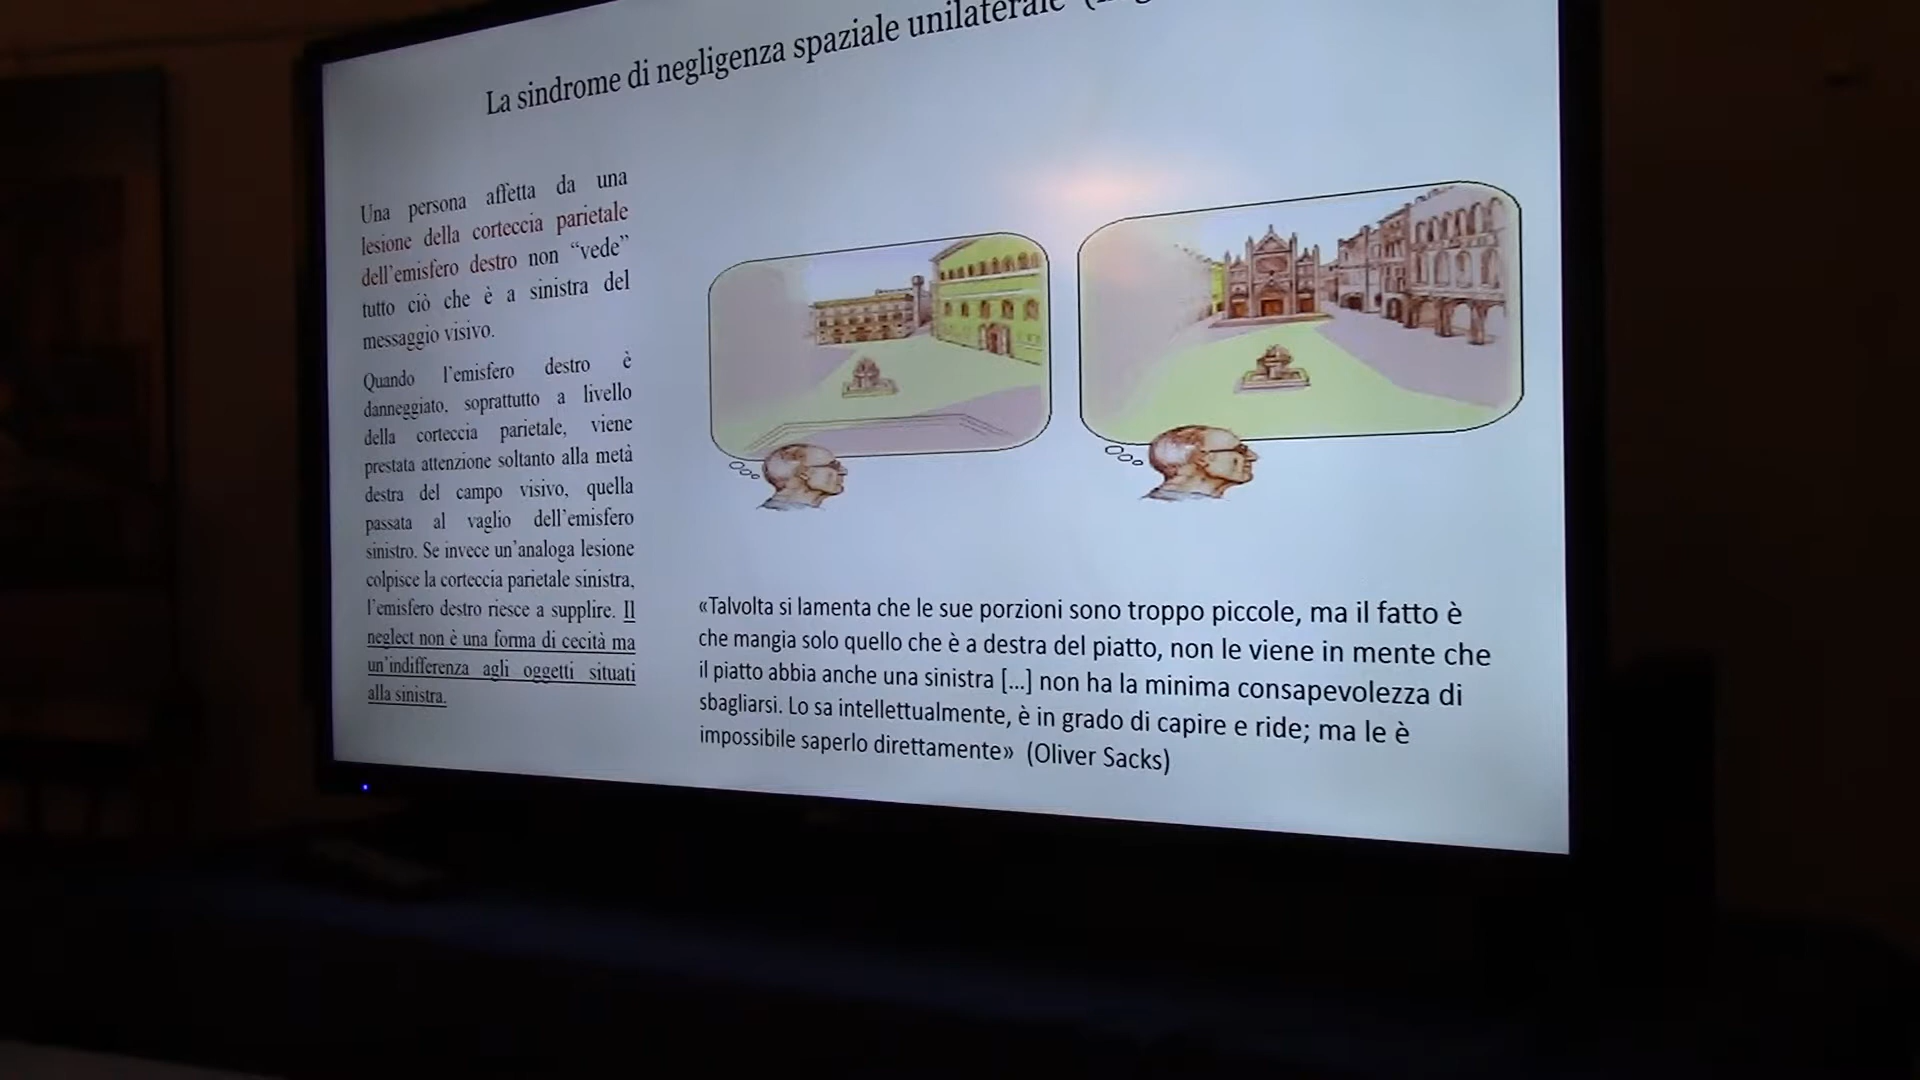 La sindrome di negligenza spaziale unilaterale
Una persona affetta da una
lesione della corteccia parietale
dell'emisfero destro non “vede”
tutto ciò che è a sinistra del
messaggio visivo.
Quando l'emisfero destro è
danneggiato, soprattutto a livello
della corteccia parietale, viene
prestata attenzione soltanto alla metà
destra del campo visivo, quella
passata al vaglio dell'emisfero
sinistro. Se invece un'analoga lesione
colpisce la corteccia parietale sinistra,
l'emisfero destro riesce a supplire. Il
neglect non è una forma di cecità ma
un'indifferenza agli oggetti situati
alla sinistra.
«Talvolta si lamenta che le sue porzioni sono troppo piccole, ma il fatto è
che mangia solo quello che è a destra del piatto, non le viene in mente che
il piatto abbia anche una sinistra [...] non ha la minima consapevolezza di
sbagliarsi. Lo sa intellettualmente, è in grado di capire e ride; ma le è
impossibile saperlo direttamente» (Oliver Sacks)